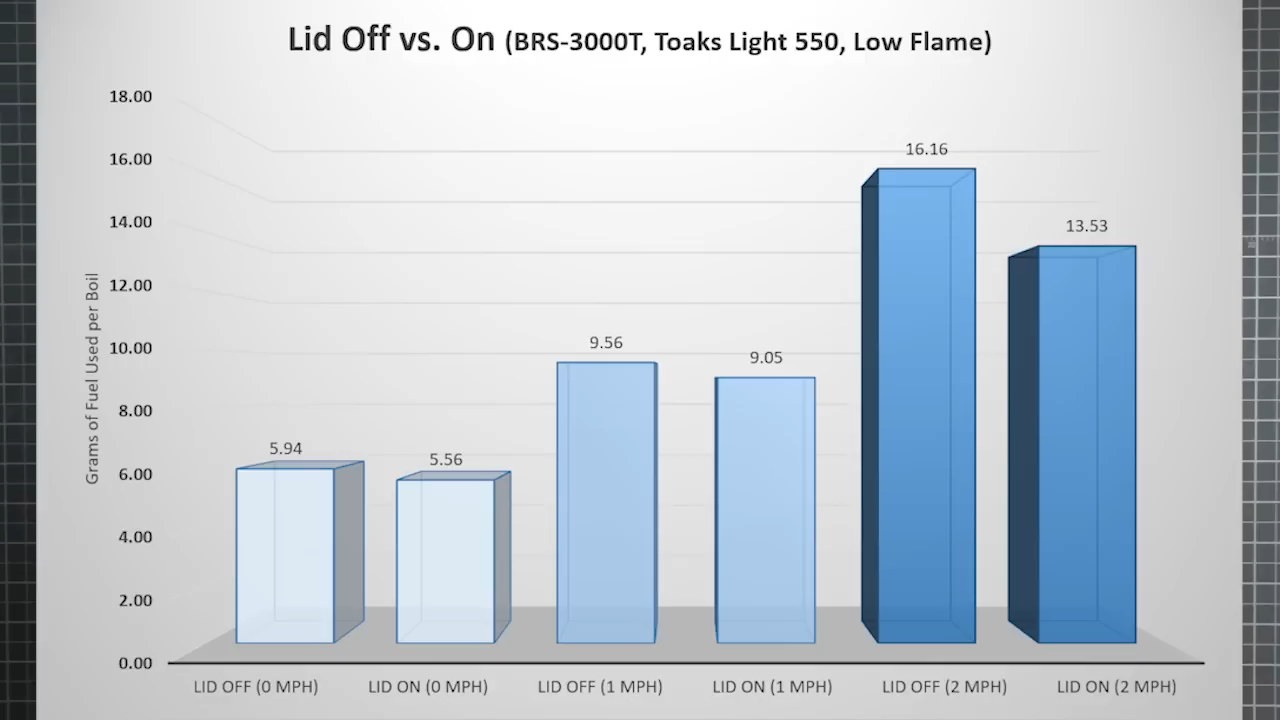 Lid Off vs. On (BRS-3000T, Toaks Light 550, Low Flame)
18.00
16.00
14.00
12.00
10.00
8.00
6.00
4.00
2.00
0.00
Grams of Fuel Used per Boil
5.94
5.56
9.56
9.05
16.16
13.53
LID OFF (0 MPH)
LID ON (0 MPH)
LID OFF (1 MPH)
LID ON (1 MPH)
LID OFF (2 MPH)
LID ON (2 MPH)